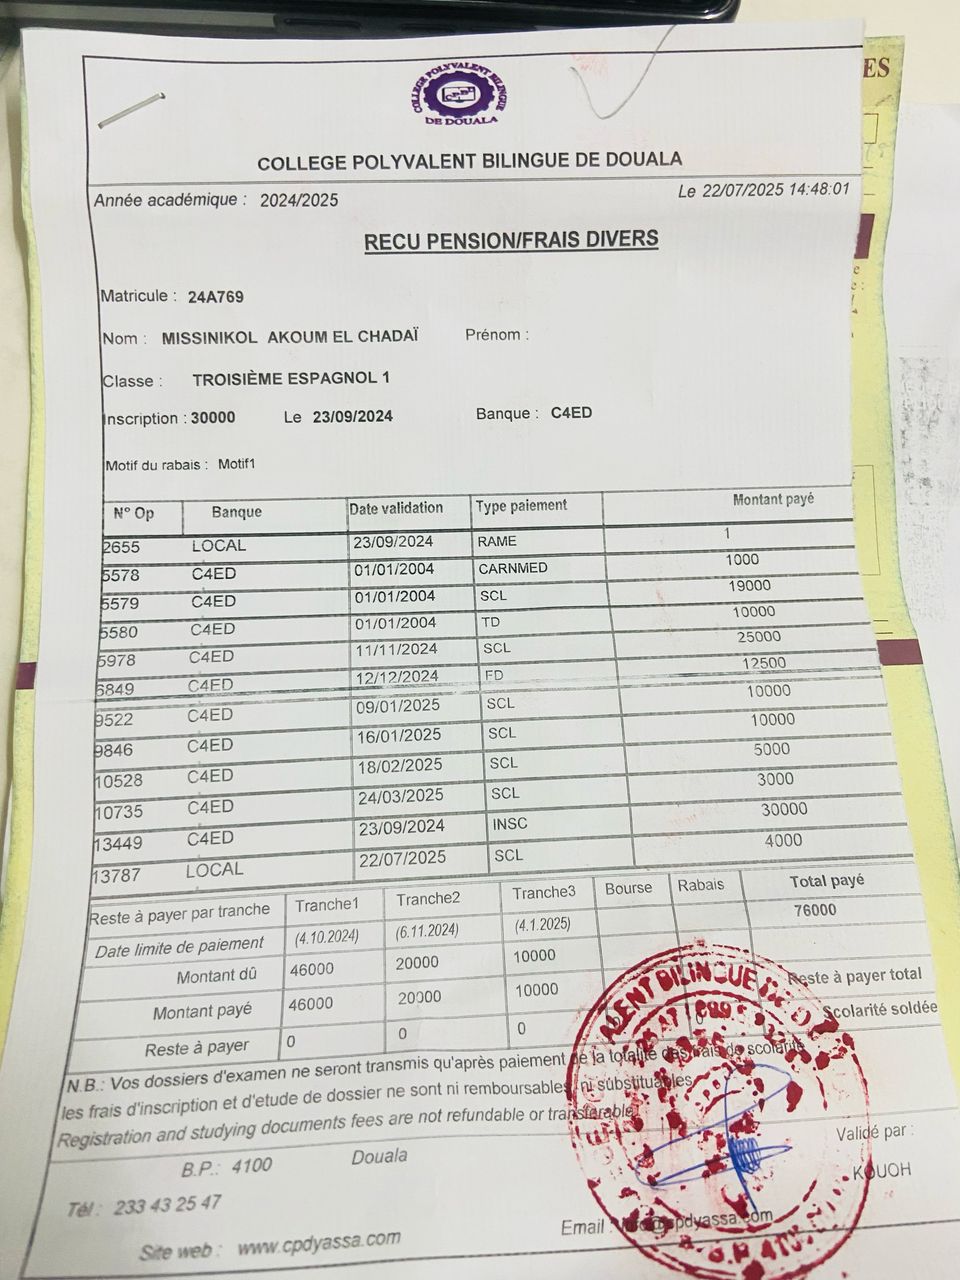 COLLEGE POLYVALENT BILINGUE
DE DOUALA
COLLEGE POLYVALENT BILINGUE DE DOUALA
ES
Année académique : 2024/2025 Le 22/07/2025 14:48:01
RECU PENSION/FRAIS DIVERS
Matricule : 24A769
Nom : MISSINIKOL AKOUM EL CHADAÏ Prénom :
Classe : TROISIÈME ESPAGNOL 1
Inscription : 30000 Le 23/09/2024 Banque : C4ED
Motif du rabais : Motif1
N° Op Banque Date validation Type paiement Montant payé
2655 LOCAL 23/09/2024 RAME 1
5578 C4ED 01/01/2004 CARNMED 1000
5579 C4ED 01/01/2004 SCL 19000
5580 C4ED 01/01/2004 TD 10000
5978 C4ED 11/11/2024 SCL 25000
6849 C4ED 12/12/2024 FD 12500
9522 C4ED 09/01/2025 SCL 10000
9846 C4ED 16/01/2025 SCL 10000
10528 C4ED 18/02/2025 SCL 5000
10735 C4ED 24/03/2025 SCL 3000
13449 C4ED 23/09/2024 INSC 30000
13787 LOCAL 22/07/2025 SCL 4000
Reste à payer par tranche Tranche1 Tranche2 Tranche3 Bourse Rabais Total payé
Date limite de paiement (4.10.2024) (6.11.2024) (4.1.2025) 76000
Montant dû 46000 20000 10000
Montant payé 46000 20000 10000 Reste à payer total
Reste à payer 0 0 0 Scolarité soldée
N.B.: Vos dossiers d'examen ne seront transmis qu'après paiement de la totalité des frais de scolarité
les frais d'inscription et d'etude de dossier ne sont ni remboursables, ni substituables
Registration and studying documents fees are not refundable or transferable
B.P.: 4100 Douala Validé par :
Tél : 233 43 25 47 KOUOH
Site web : www.cpdyassa.com Email : info@cpdyassa.com